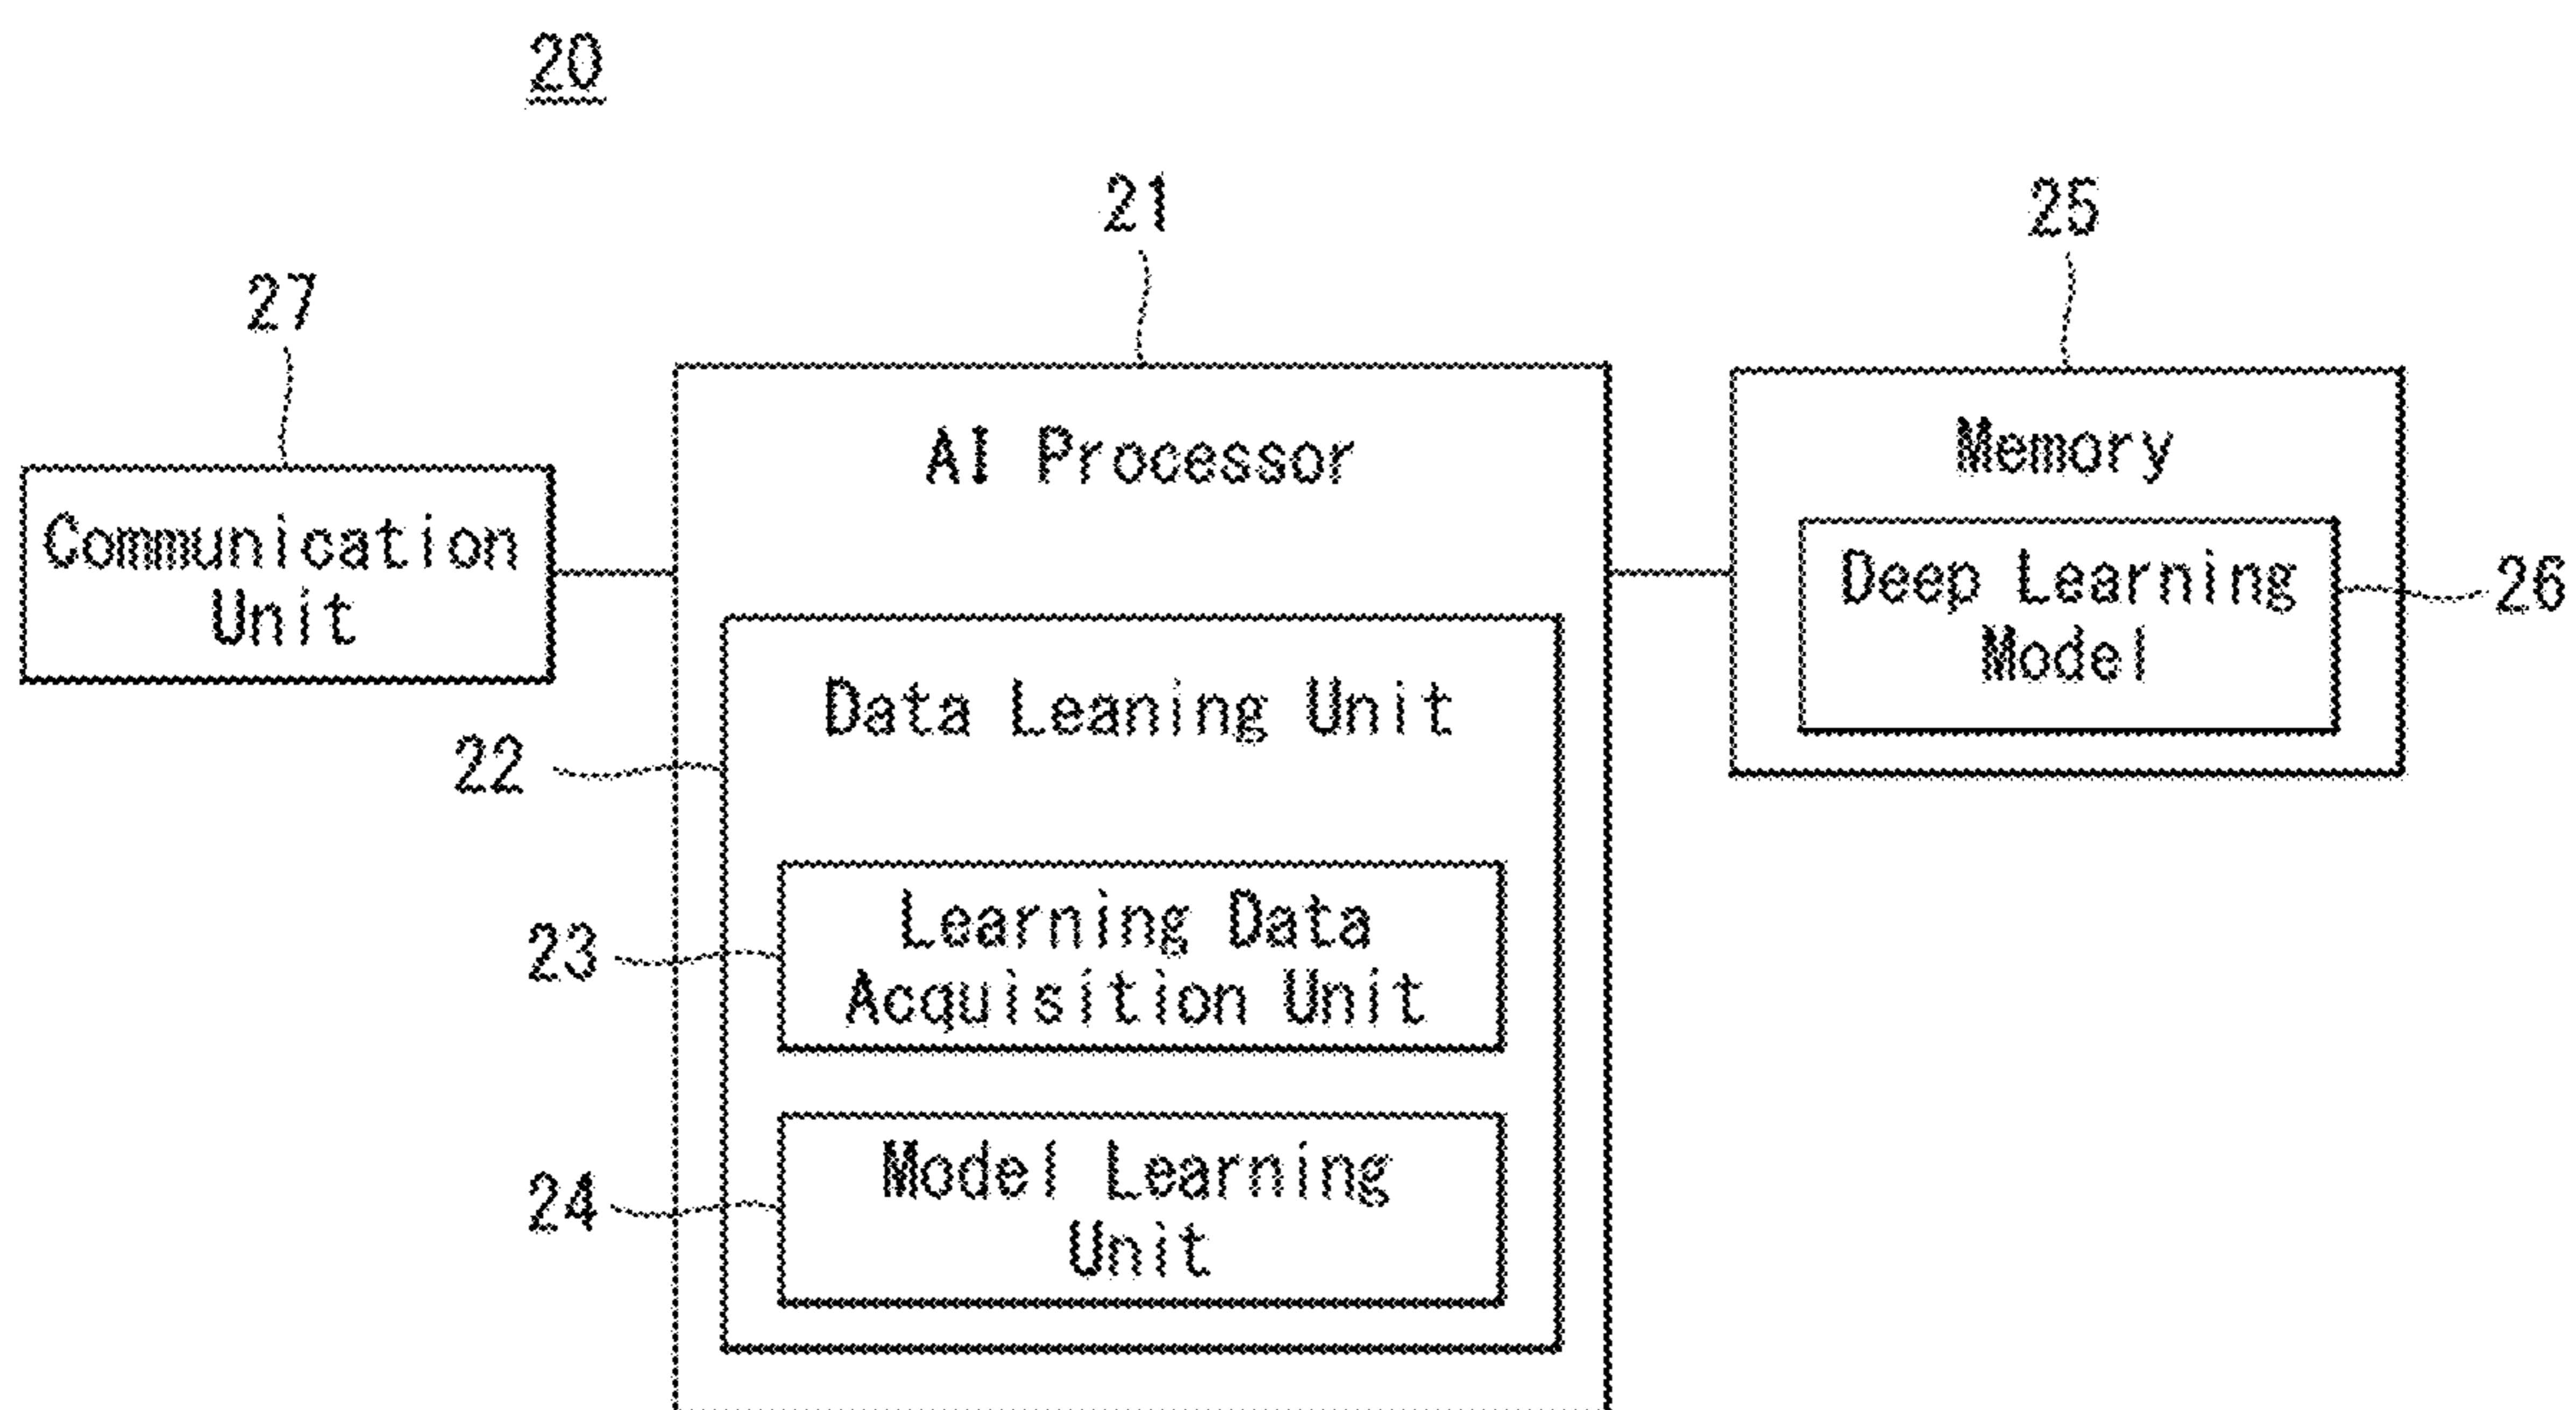 20
21
25
27
AI Processor
Memory
Communication
Unit
Deep Learning
Model
26
Data Leaning Unit
22
Learning Data
Acquisition Unit
23
Model Learning
Unit
24